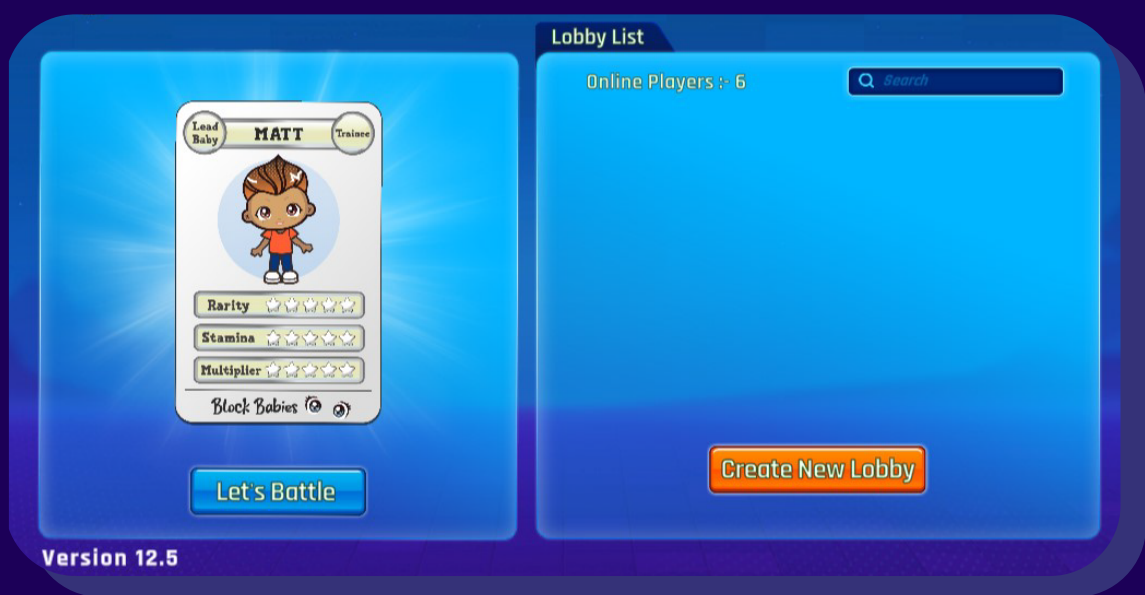 Lobby List
Online Players :- 6
Search
Lead
Baby
MATT
Trainee
Rarity
Stamina
Multiplier
Block Babies
Let's Battle
Create New Lobby
Version 12.5